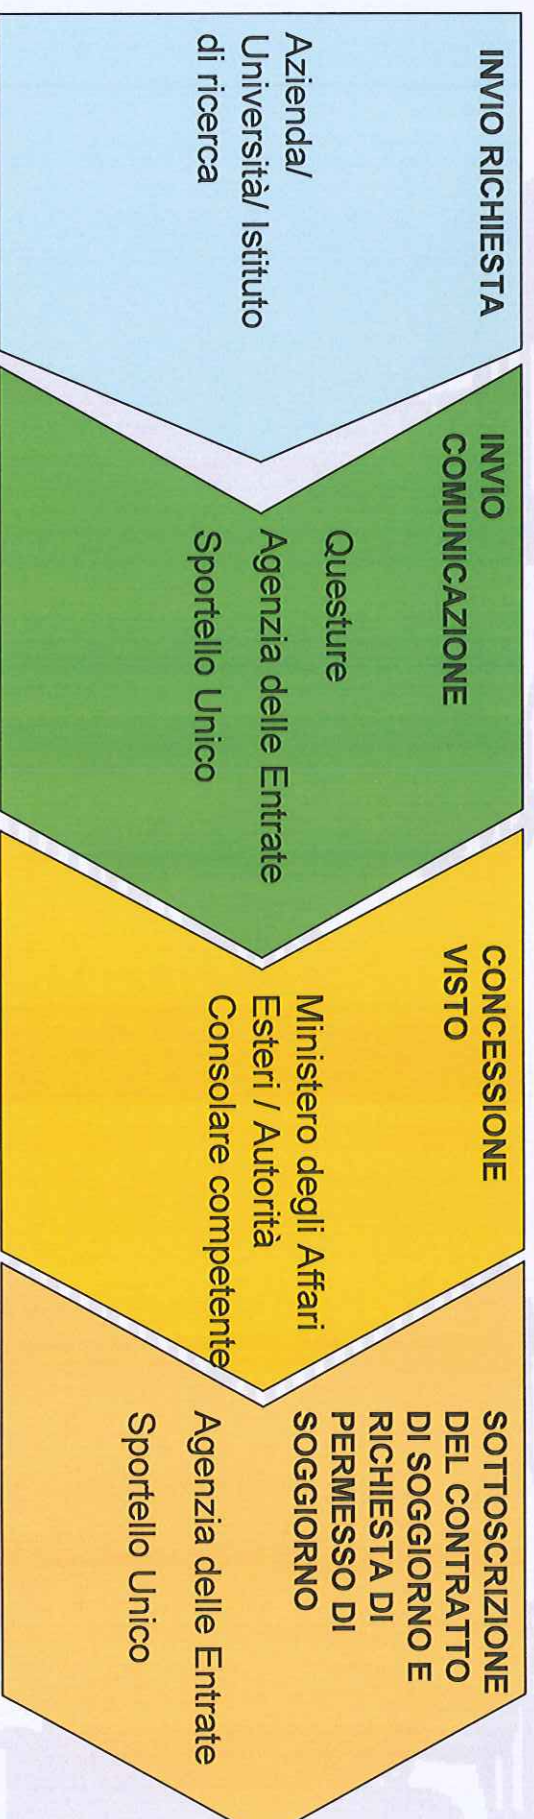 INVIO RICHIESTA
Azienda/
Università/ Istituto
di ricerca
INVIO
COMUNICAZIONE
Questure
Agenzia delle Entrate
Sportello Unico
CONCESSIONE
VISTO
Ministero degli Affari
Esteri / Autorità
Consolare competente
SOTTOSCRIZIONE
DEL CONTRATTO
DI SOGGIORNO E
RICHIESTA DI
PERMESSO DI
SOGGIORNO
Agenzia delle Entrate
Sportello Unico